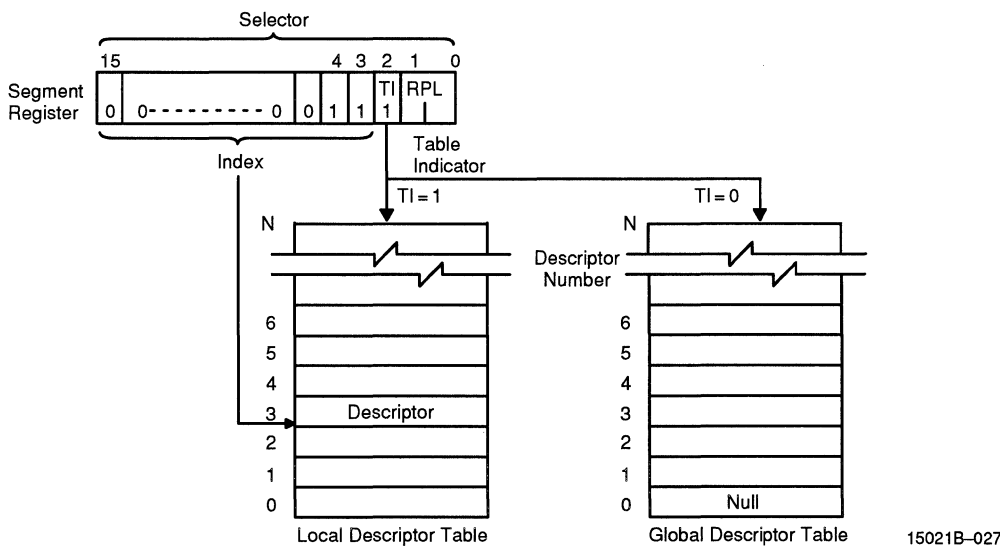 Selector
15 4 3 2 1 0
Segment Register
TI RPL
0 0 - - - - - - - - - - 0 0 1 1 1
Index
Table Indicator
TI = 1
TI = 0
N
Descriptor Number
6
6
5
5
4
4
3
Descriptor
3
2
2
1
1
0
0
Null
Local Descriptor Table
Global Descriptor Table
15021B–027